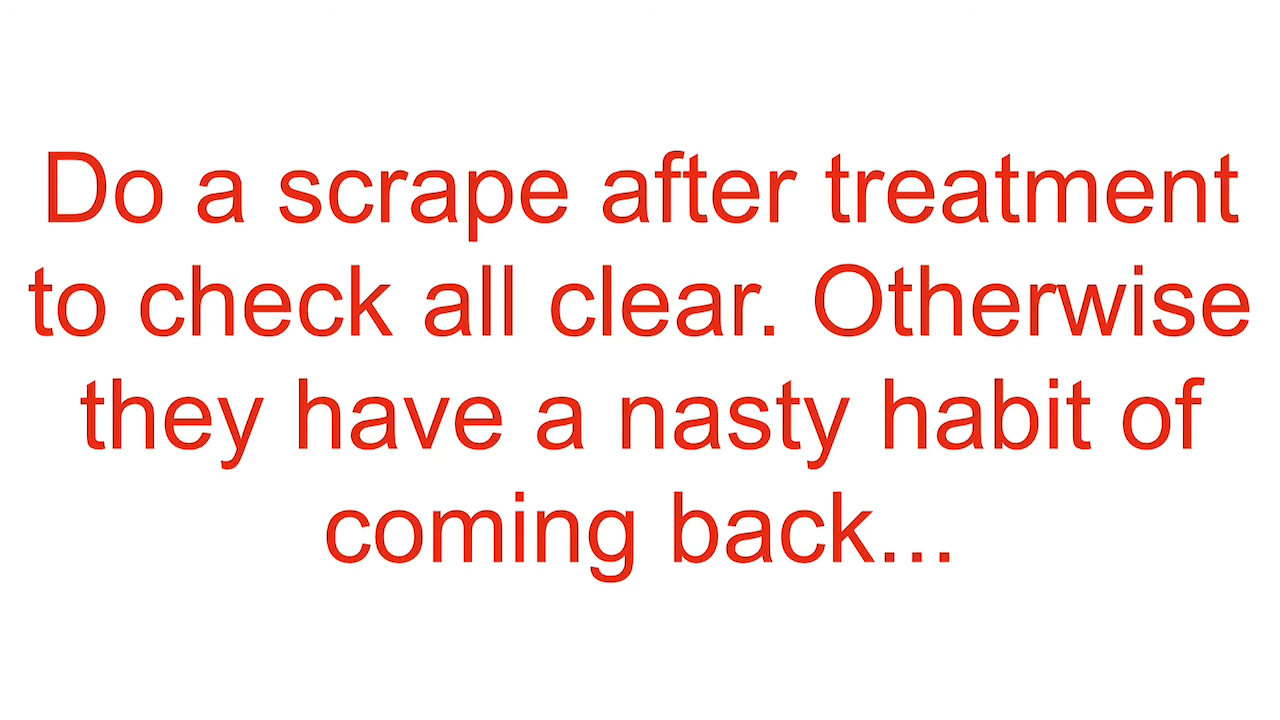 Do a scrape after treatment
to check all clear. Otherwise
they have a nasty habit of
coming back...